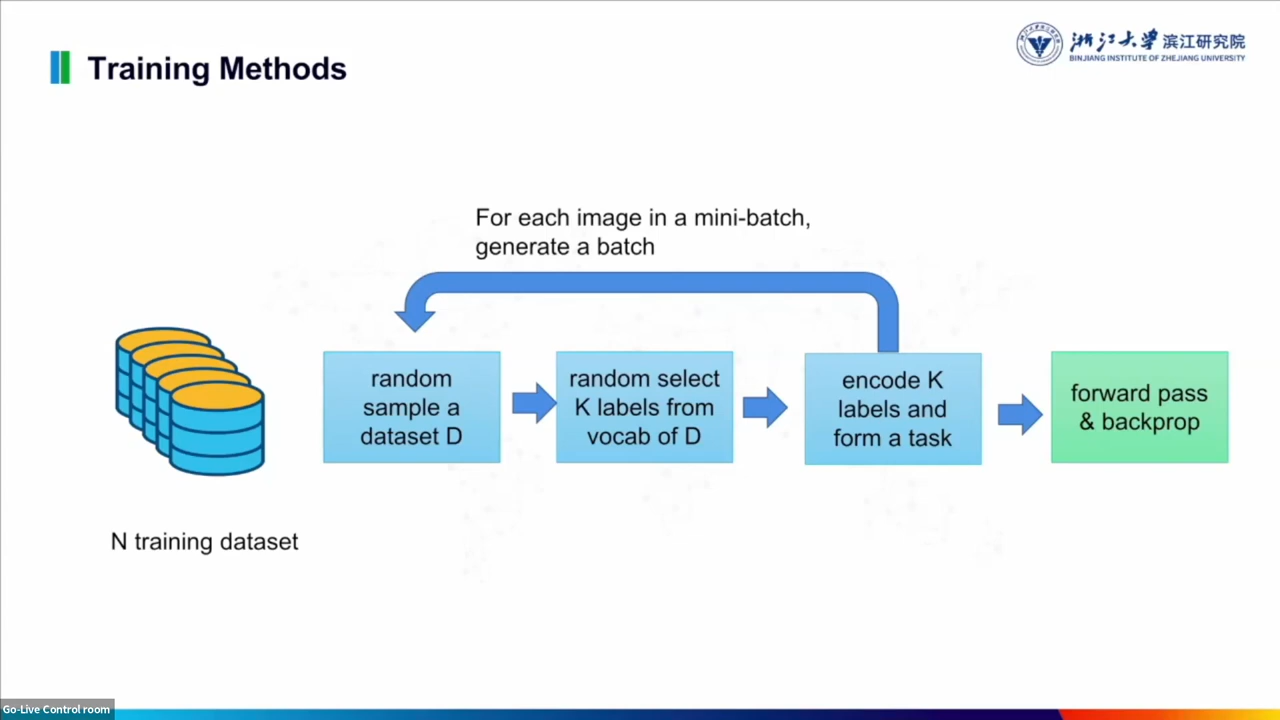 Training Methods
浙江大学滨江研究院
BINJIANG INSTITUTE OF ZHEJIANG UNIVERSITY
For each image in a mini-batch,
generate a batch
random
sample a
dataset D
random select
K labels from
vocab of D
encode K
labels and
form a task
forward pass
& backprop
N training dataset
Go-Live Control room